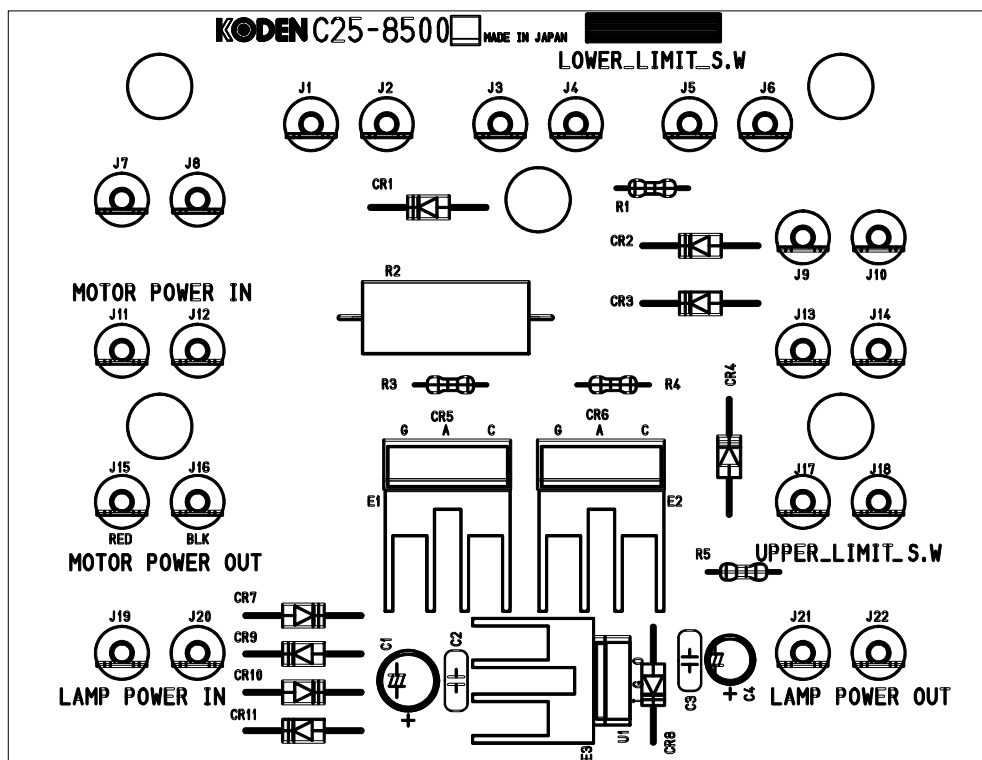 KODEN C25-8500 MADE IN JAPAN
LOWER_LIMIT_S.W
J1 J2 J3 J4 J5 J6
J7 J8
CR1
R1
CR2
J9 J10
R2
MOTOR POWER IN
CR3
J11 J12
J13 J14
R3 R4
CR4
CR5 CR6
G A C G A C
J15 J16
J17 J18
E1 E2
RED BLK
MOTOR POWER OUT
R5
UPPER_LIMIT_S.W
CR7
J19 J20
J21 J22
CR9
C1 C2
CR10
LAMP POWER IN
I G O
C3 C4
LAMP POWER OUT
CR11
E3 U1 CR8